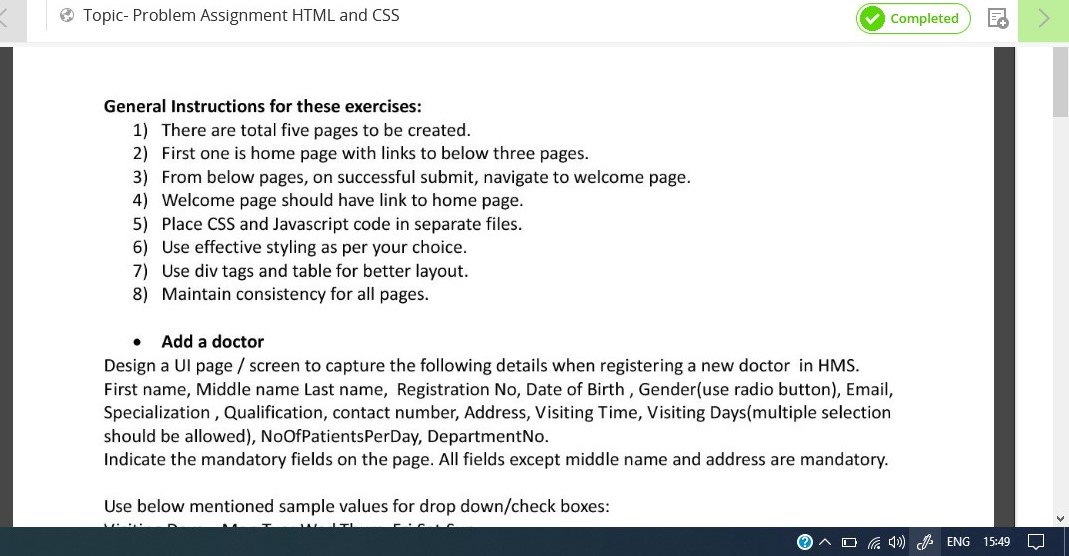 Topic- Problem Assignment HTML and CSS
Completed
General Instructions for these exercises:
1) There are total five pages to be created.
2) First one is home page with links to below three pages.
3) From below pages, on successful submit, navigate to welcome page.
4) Welcome page should have link to home page.
5) Place CSS and Javascript code in separate files.
6) Use effective styling as per your choice.
7) Use div tags and table for better layout.
8) Maintain consistency for all pages.
• Add a doctor
Design a UI page / screen to capture the following details when registering a new doctor in HMS.
First name, Middle name Last name, Registration No, Date of Birth , Gender(use radio button), Email,
Specialization , Qualification, contact number, Address, Visiting Time, Visiting Days(multiple selection
should be allowed), NoOfPatientsPerDay, DepartmentNo.
Indicate the mandatory fields on the page. All fields except middle name and address are mandatory.
Use below mentioned sample values for drop down/check boxes:
ENG 15:49